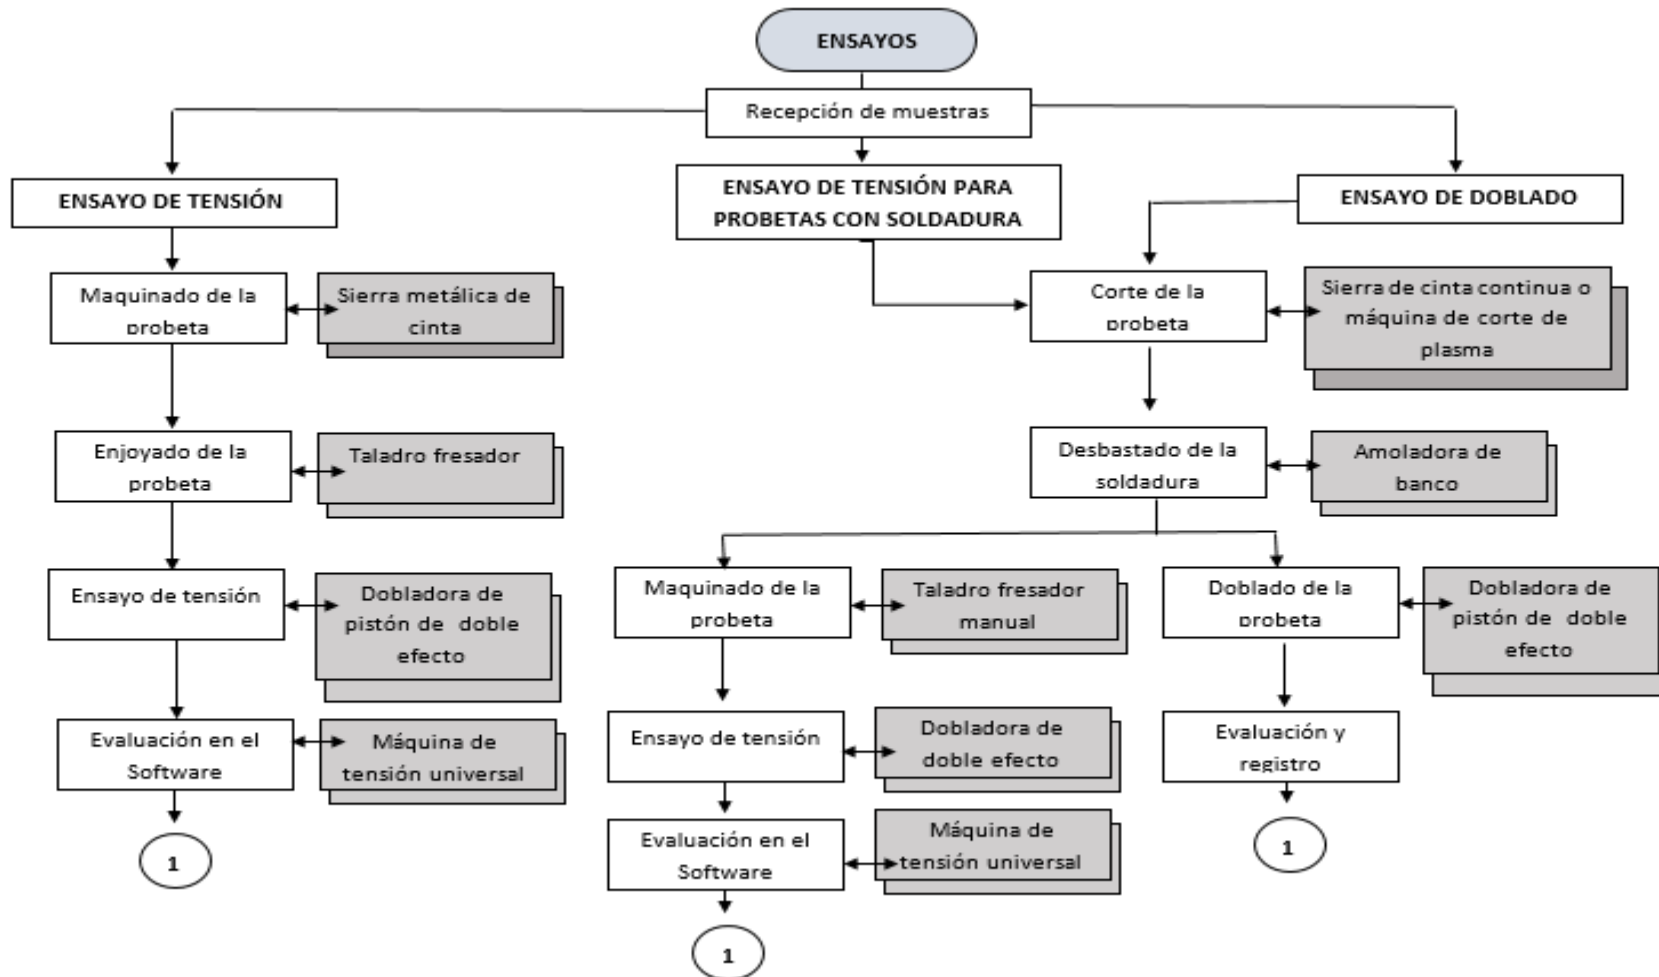 ENSAYOS
Recepción de muestras
ENSAYO DE TENSIÓN
Maquinado de la
probeta
Sierra metálica de
cinta
Enjoyado de la
probeta
Taladro fresador
Ensayo de tensión
Dobladora de
pistón de doble
efecto
Evaluación en el
Software
Máquina de
tensión universal
1
ENSAYO DE TENSIÓN PARA
PROBETAS CON SOLDADURA
ENSAYO DE DOBLADO
Corte de la
probeta
Sierra de cinta continua o
máquina de corte de
plasma
Desbastado de la
soldadura
Amoladora de
banco
Maquinado de la
probeta
Taladro fresador
manual
Ensayo de tensión
Dobladora de
doble efecto
Evaluación en el
Software
Máquina de
tensión universal
1
Doblado de la
probeta
Dobladora de
pistón de doble
efecto
Evaluación y
registro
1